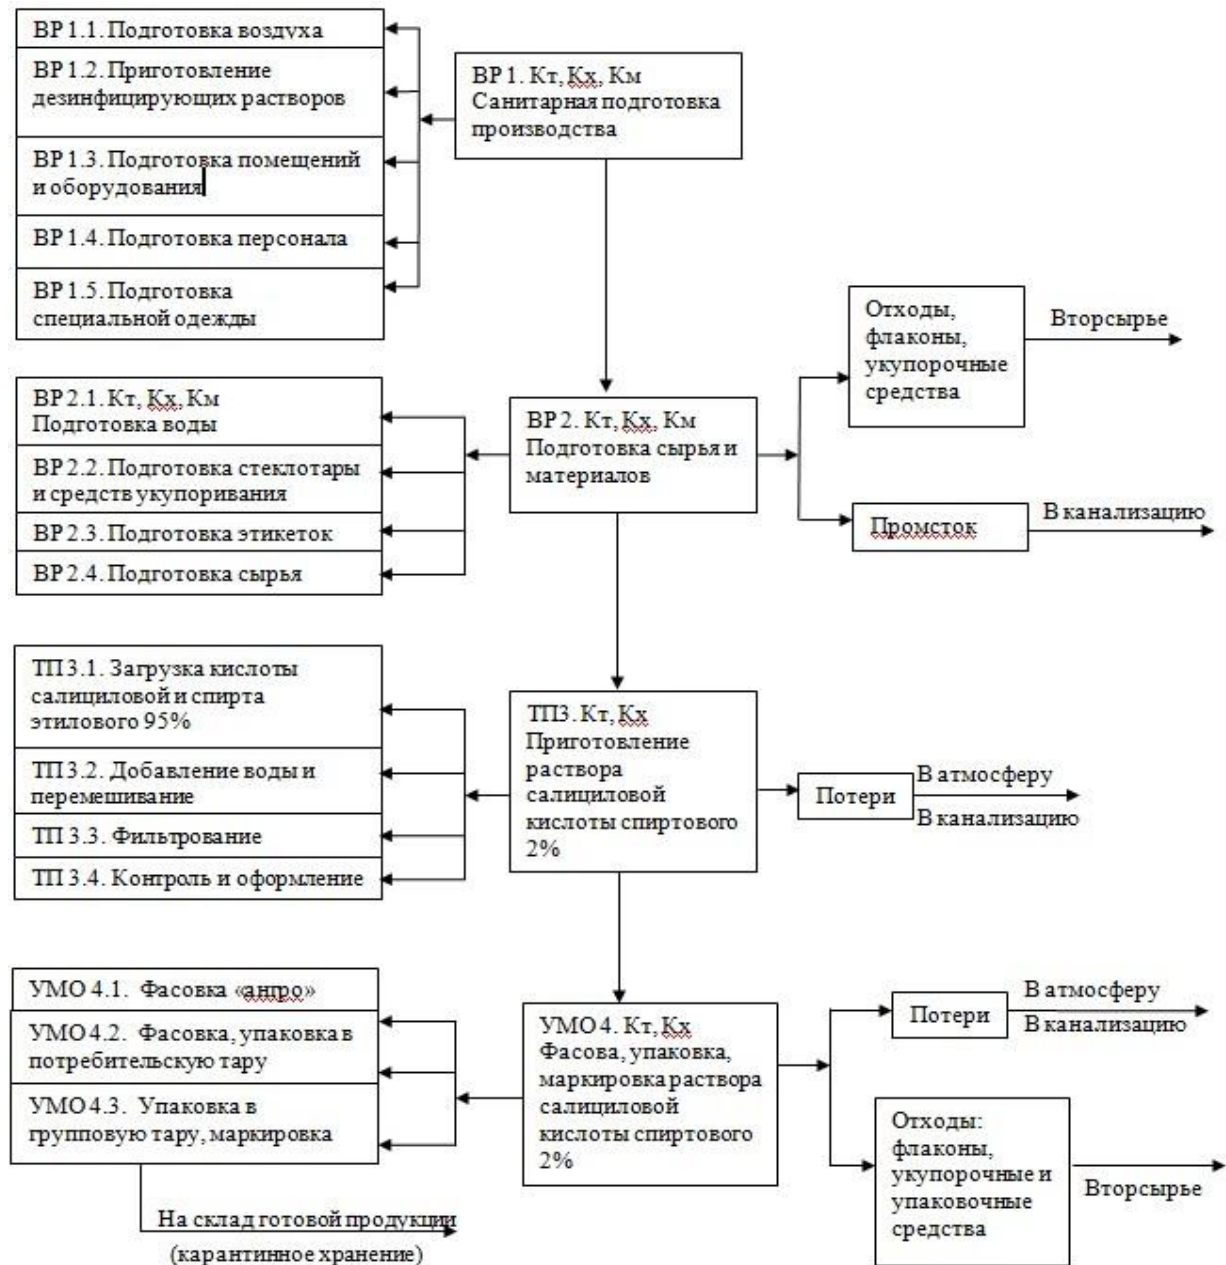 ВР 1.1. Подготовка воздуха
ВР 1.2. Приготовление
дезинфицирующих растворов
ВР 1.3. Подготовка помещений
и оборудования
ВР 1.4. Подготовка персонала
ВР 1.5. Подготовка
специальной одежды
ВР 1. Кт, Кх, Км
Санитарная подготовка
производства
ВР 2.1. Кт, Кх, Км
Подготовка воды
ВР 2.2. Подготовка стеклотары
и средств укупоривания
ВР 2.3. Подготовка этикеток
ВР 2.4. Подготовка сырья
ВР 2. Кт, Кх, Км
Подготовка сырья и
материалов
Отходы,
флаконы,
укупорочные
средства
Вторсырье
Промсток
В канализацию
ТП 3.1. Загрузка кислоты
салициловой и спирта
этилового 95%
ТП 3.2. Добавление воды и
перемешивание
ТП 3.3. Фильтрование
ТП 3.4. Контроль и оформление
ТП3. Кт, Кх
Приготовление
раствора
салициловой
кислоты спиртового
2%
Потери
В атмосферу
В канализацию
УМО 4.1. Фасовка «ангро»
УМО 4.2. Фасовка, упаковка в
потребительскую тару
УМО 4.3. Упаковка в
групповую тару, маркировка
УМО 4. Кт, Кх
Фасова, упаковка,
маркировка раствора
салициловой
кислоты спиртового
2%
Потери
В атмосферу
В канализацию
Отходы:
флаконы,
укупорочные и
упаковочные
средства
Вторсырье
На склад готовой продукции
(карантинное хранение)